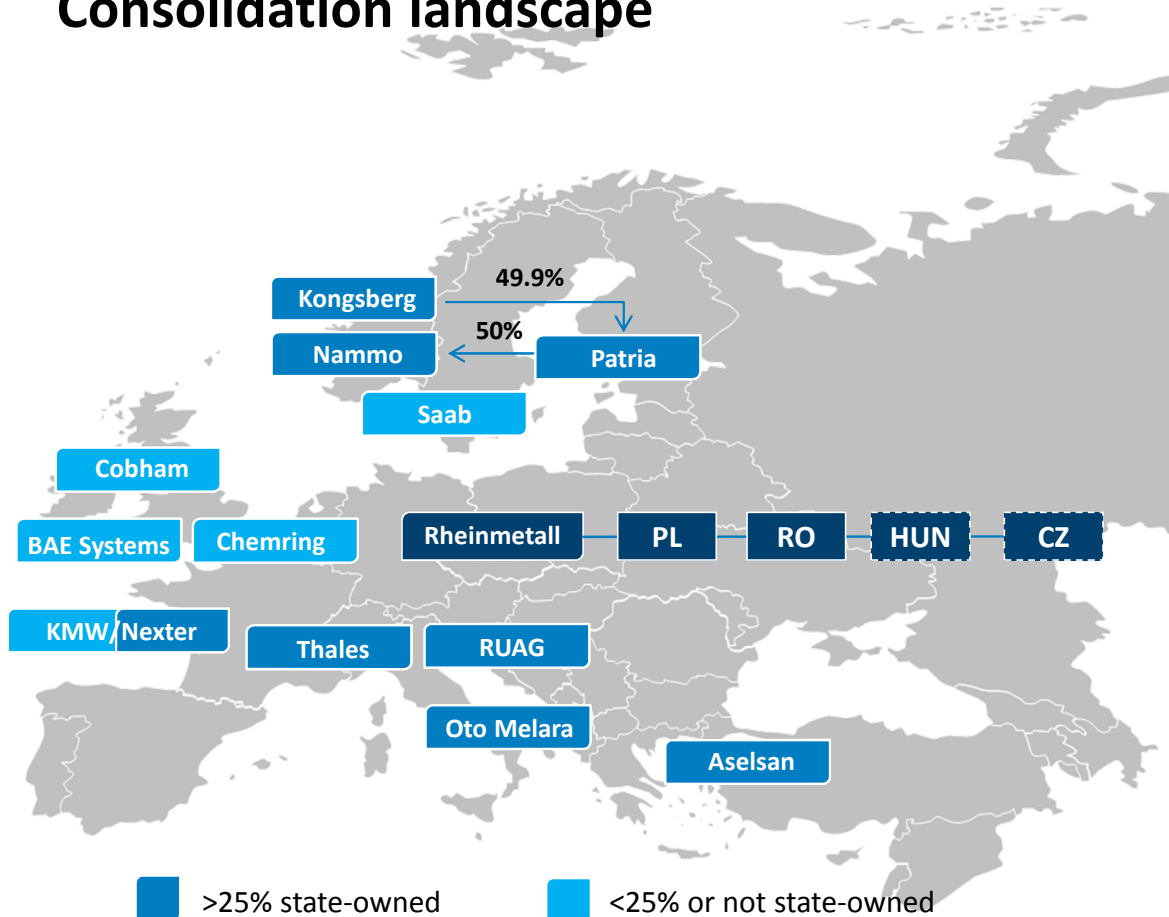 Consolidation landscape
49.9%
Kongsberg
50%
Nammo
Patria
Saab
Cobham
BAE Systems
Chemring
Rheinmetall
PL
RO
HUN
CZ
KMW/Nexter
Thales
RUAG
Oto Melara
Aselsan
>25% state-owned
<25% or not state-owned